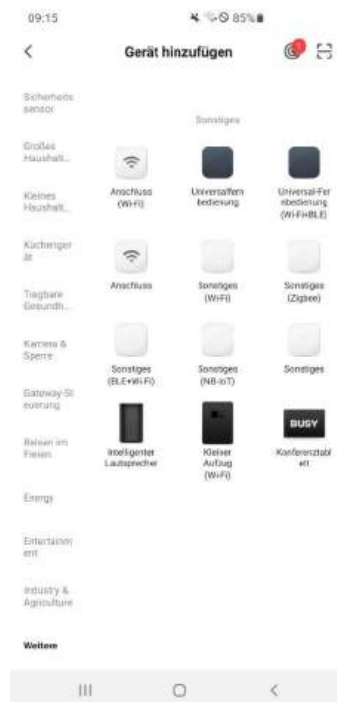 09:15
85%
Gerät hinzufügen
Sicherheits
sensor
Großes
Haushalt...
Kleines
Haushalt...
Küchenger
ät
Tragbare
Gesundh...
Kamera &
Sperre
Gateway-St
euerung
Reisen im
Freien
Energy
Entertainm
ent
Industry &
Agriculture
Weitere
Sonstiges
Anschluss
(Wi-Fi)
Universalfern
bedienung
Universal-Fer
nbedienung
(Wi-Fi+BLE)
Anschluss
Sonstiges
(Wi-Fi)
Sonstiges
(Zigbee)
Sonstiges
(BLE+Wi-Fi)
Sonstiges
(NB-IoT)
Sonstiges
Intelligenter
Lautsprecher
Kleiner
Aufzug
(Wi-Fi)
BUSY
Konferenztabl
ett